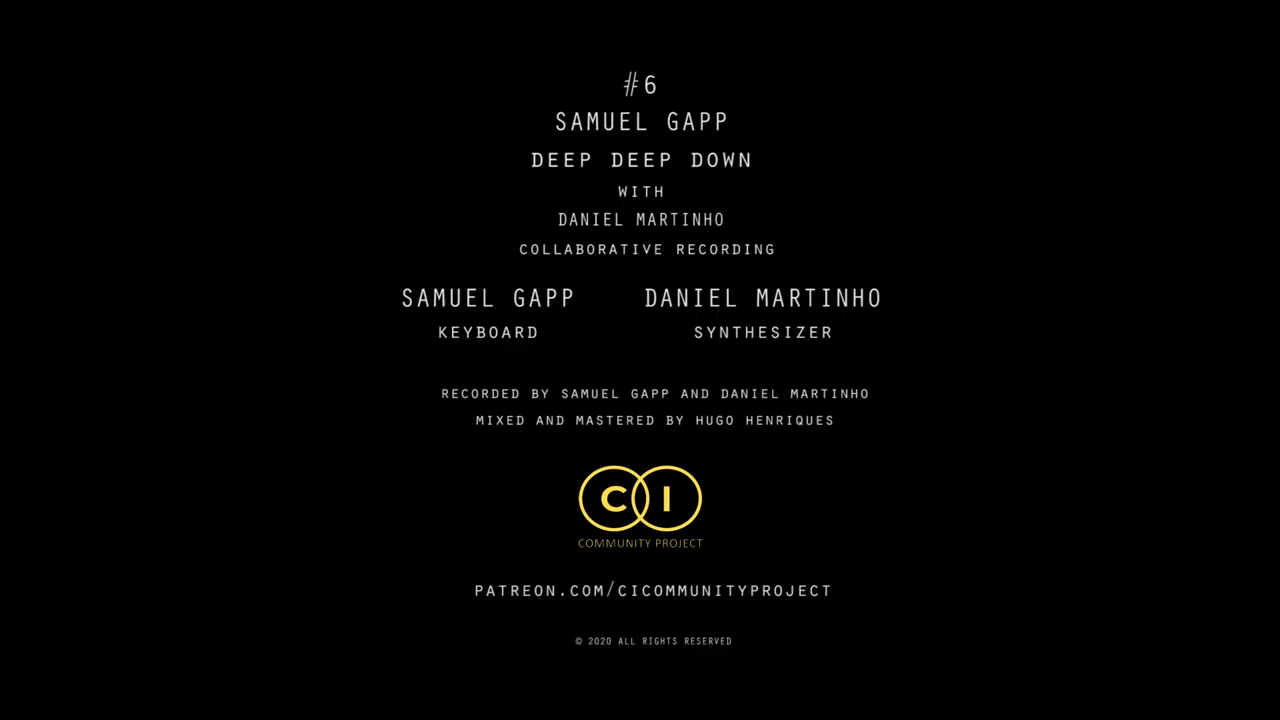 #6
SAMUEL GAPP
DEEP DEEP DOWN
WITH
DANIEL MARTINHO
COLLABORATIVE RECORDING
SAMUEL GAPP DANIEL MARTINHO
KEYBOARD SYNTHESIZER
RECORDED BY SAMUEL GAPP AND DANIEL MARTINHO
MIXED AND MASTERED BY HUGO HENRIQUES
C I
COMMUNITY PROJECT
PATREON.COM/CICOMMUNITYPROJECT
© 2020 ALL RIGHTS RESERVED